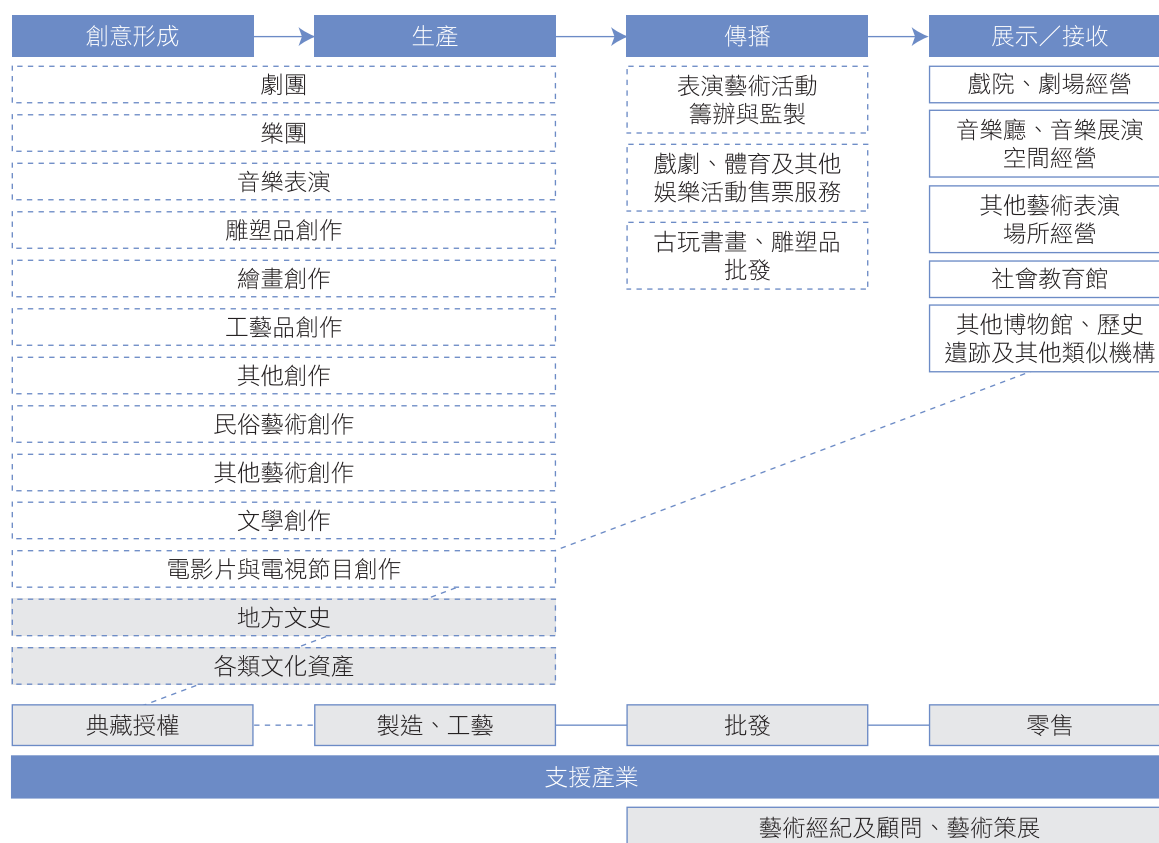 創意形成
生產
傳播
展示／接收
劇團
樂團
音樂表演
雕塑品創作
繪畫創作
工藝品創作
其他創作
民俗藝術創作
其他藝術創作
文學創作
電影片與電視節目創作
地方文史
各類文化資產
表演藝術活動
籌辦與監製
戲劇、體育及其他
娛樂活動售票服務
古玩書畫、雕塑品
批發
戲院、劇場經營
音樂廳、音樂展演
空間經營
其他藝術表演
場所經營
社會教育館
其他博物館、歷史
遺跡及其他類似機構
典藏授權
製造、工藝
批發
零售
支援產業
藝術經紀及顧問、藝術策展